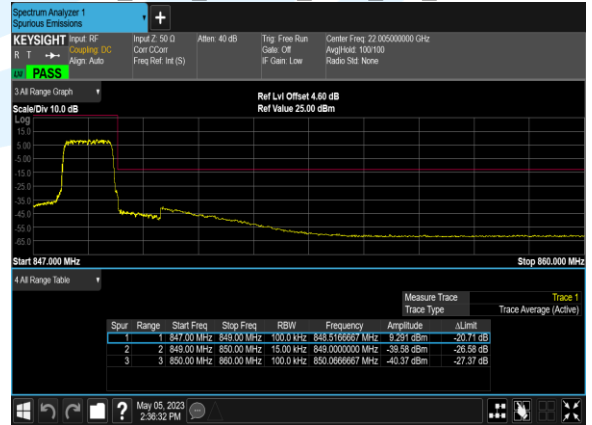 Spectrum Analyzer 1
Spurious Emissions
+
KEYSIGHT Input: RF Input Z: 50 Ω Atten: 40 dB Trig: Free Run Center Freq: 22.005000000 GHz
R T Coupling: DC Corr CCorr Gate: Off Avg|Hold: 100/100
Align: Auto Freq Ref: Int (S) IF Gain: Low Radio Std: None
PASS
3 All Range Graph
Ref Lvl Offset 4.60 dB
Scale/Div 10.0 dB Ref Value 25.00 dBm
Log
15.0
5.00
-5.00
-15.0
-25.0
-35.0
-45.0
-55.0
-65.0
Start 847.000 MHz Stop 860.000 MHz
4 All Range Table
Measure Trace Trace 1
Trace Type Trace Average (Active)
Spur Range Start Freq Stop Freq RBW Frequency Amplitude ΔLimit
1 1 847.00 MHz 849.00 MHz 100.0 kHz 848.5166667 MHz 9.291 dBm -20.71 dB
2 2 849.00 MHz 850.00 MHz 15.00 kHz 849.0000000 MHz -39.58 dBm -26.58 dB
3 3 850.00 MHz 860.00 MHz 100.0 kHz 850.0666667 MHz -40.37 dBm -27.37 dB
? May 05, 2023
2:36:32 PM